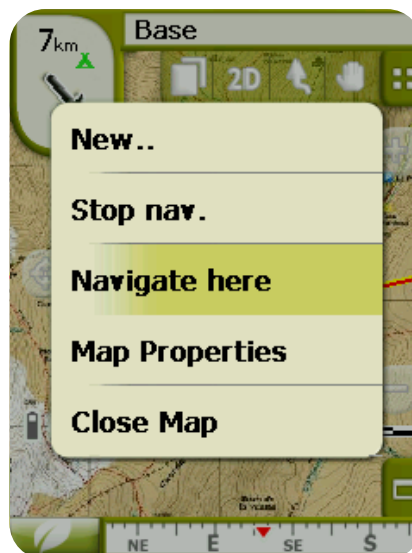 7km
Base
2D
New..
Stop nav.
Navigate here
Map Properties
Close Map
NE E SE S